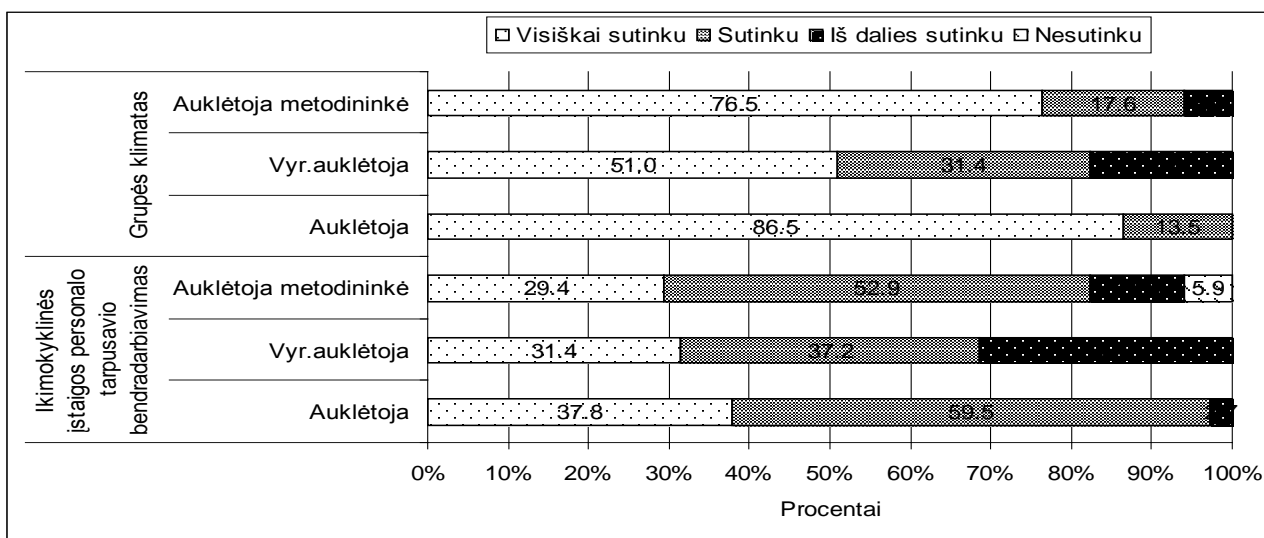 Visiškai sutinku Sutinku Iš dalies sutinku Nesutinku
Grupės klimatas
Auklėtoja metodininkė
76.5 17.6
Vyr.auklėtoja
51.0 31.4
Auklėtoja
86.5 13.5
Ikimokyklinės
įstaigos personalo
tarpusavio
bendradarbiavimas
Auklėtoja metodininkė
29.4 52.9 5.9
Vyr.auklėtoja
31.4 37.2
Auklėtoja
37.8 59.5
0% 10% 20% 30% 40% 50% 60% 70% 80% 90% 100%
Procentai